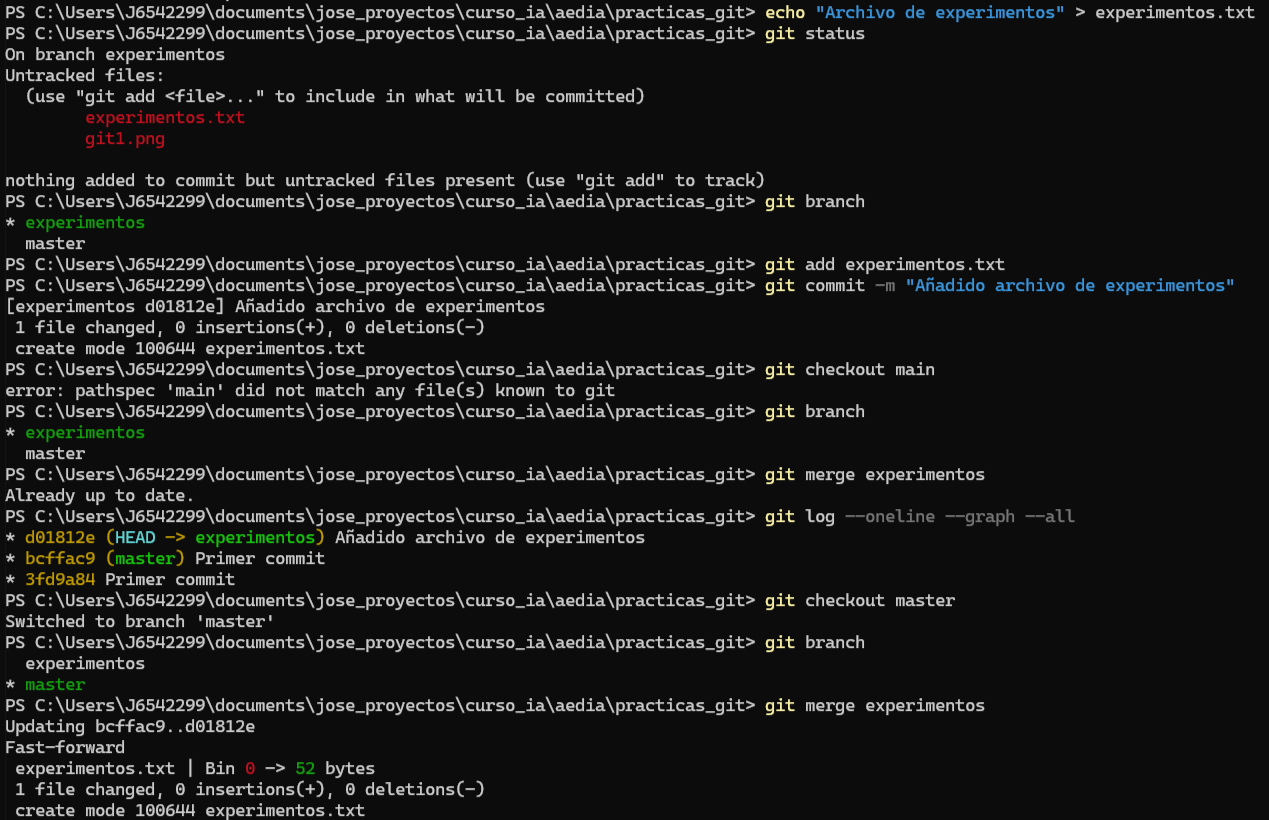 PS C:\Users\J6542299\documents\jose_proyectos\curso_ia\aedia\practicas_git> echo "Archivo de experimentos" > experimentos.txt
PS C:\Users\J6542299\documents\jose_proyectos\curso_ia\aedia\practicas_git> git status
On branch experimentos
Untracked files:
  (use "git add <file>..." to include in what will be committed)
        experimentos.txt
        git1.png

nothing added to commit but untracked files present (use "git add" to track)
PS C:\Users\J6542299\documents\jose_proyectos\curso_ia\aedia\practicas_git> git branch
* experimentos
  master
PS C:\Users\J6542299\documents\jose_proyectos\curso_ia\aedia\practicas_git> git add experimentos.txt
PS C:\Users\J6542299\documents\jose_proyectos\curso_ia\aedia\practicas_git> git commit -m "Añadido archivo de experimentos"
[experimentos d01812e] Añadido archivo de experimentos
 1 file changed, 0 insertions(+), 0 deletions(-)
 create mode 100644 experimentos.txt
PS C:\Users\J6542299\documents\jose_proyectos\curso_ia\aedia\practicas_git> git checkout main
error: pathspec 'main' did not match any file(s) known to git
PS C:\Users\J6542299\documents\jose_proyectos\curso_ia\aedia\practicas_git> git branch
* experimentos
  master
PS C:\Users\J6542299\documents\jose_proyectos\curso_ia\aedia\practicas_git> git merge experimentos
Already up to date.
PS C:\Users\J6542299\documents\jose_proyectos\curso_ia\aedia\practicas_git> git log --oneline --graph --all
* d01812e (HEAD -> experimentos) Añadido archivo de experimentos
* bcffac9 (master) Primer commit
* 3fd9a84 Primer commit
PS C:\Users\J6542299\documents\jose_proyectos\curso_ia\aedia\practicas_git> git checkout master
Switched to branch 'master'
PS C:\Users\J6542299\documents\jose_proyectos\curso_ia\aedia\practicas_git> git branch
  experimentos
* master
PS C:\Users\J6542299\documents\jose_proyectos\curso_ia\aedia\practicas_git> git merge experimentos
Updating bcffac9..d01812e
Fast-forward
 experimentos.txt | Bin 0 -> 52 bytes
 1 file changed, 0 insertions(+), 0 deletions(-)
 create mode 100644 experimentos.txt